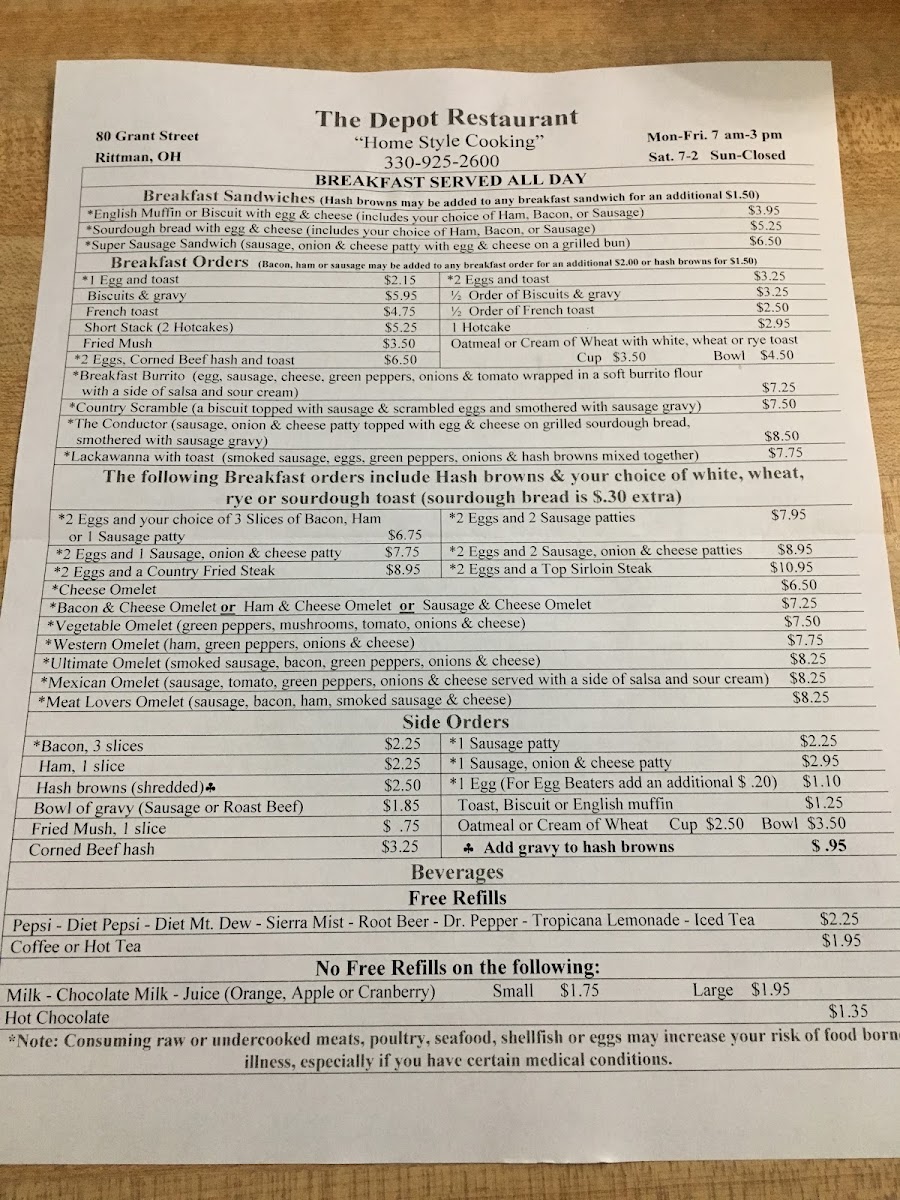 The Depot Restaurant
80 Grant Street "Home Style Cooking" Mon-Fri. 7 am-3 pm
Rittman, OH 330-925-2600 Sat. 7-2 Sun-Closed
BREAKFAST SERVED ALL DAY
Breakfast Sandwiches (Hash browns may be added to any breakfast sandwich for an additional $1.50)
*English Muffin or Biscuit with egg & cheese (includes your choice of Ham, Bacon, or Sausage) $3.95
*Sourdough bread with egg & cheese (includes your choice of Ham, Bacon, or Sausage) $5.25
*Super Sausage Sandwich (sausage, onion & cheese patty with egg & cheese on a grilled bun) $6.50
Breakfast Orders (Bacon, ham or sausage may be added to any breakfast order for an additional $2.00 or hash browns for $1.50)
*1 Egg and toast $2.15 *2 Eggs and toast $3.25
Biscuits & gravy $5.95 ½ Order of Biscuits & gravy $3.25
French toast $4.75 ½ Order of French toast $2.50
Short Stack (2 Hotcakes) $5.25 1 Hotcake $2.95
Fried Mush $3.50 Oatmeal or Cream of Wheat with white, wheat or rye toast
*2 Eggs, Corned Beef hash and toast $6.50 Cup $3.50 Bowl $4.50
*Breakfast Burrito (egg, sausage, cheese, green peppers, onions & tomato wrapped in a soft burrito flour
with a side of salsa and sour cream) $7.25
*Country Scramble (a biscuit topped with sausage & scrambled eggs and smothered with sausage gravy) $7.50
*The Conductor (sausage, onion & cheese patty topped with egg & cheese on grilled sourdough bread,
smothered with sausage gravy) $8.50
*Lackawanna with toast (smoked sausage, eggs, green peppers, onions & hash browns mixed together) $7.75
The following Breakfast orders include Hash browns & your choice of white, wheat,
rye or sourdough toast (sourdough bread is $.30 extra)
*2 Eggs and your choice of 3 Slices of Bacon, Ham *2 Eggs and 2 Sausage patties $7.95
or 1 Sausage patty $6.75
*2 Eggs and 1 Sausage, onion & cheese patty $7.75 *2 Eggs and 2 Sausage, onion & cheese patties $8.95
*2 Eggs and a Country Fried Steak $8.95 *2 Eggs and a Top Sirloin Steak $10.95
*Cheese Omelet $6.50
*Bacon & Cheese Omelet or Ham & Cheese Omelet or Sausage & Cheese Omelet $7.25
*Vegetable Omelet (green peppers, mushrooms, tomato, onions & cheese) $7.50
*Western Omelet (ham, green peppers, onions & cheese) $7.75
*Ultimate Omelet (smoked sausage, bacon, green peppers, onions & cheese) $8.25
*Mexican Omelet (sausage, tomato, green peppers, onions & cheese served with a side of salsa and sour cream) $8.25
*Meat Lovers Omelet (sausage, bacon, ham, smoked sausage & cheese) $8.25
Side Orders
*Bacon, 3 slices $2.25 *1 Sausage patty $2.25
Ham, 1 slice $2.25 *1 Sausage, onion & cheese patty $2.95
Hash browns (shredded)♣ $2.50 *1 Egg (For Egg Beaters add an additional $ .20) $1.10
Bowl of gravy (Sausage or Roast Beef) $1.85 Toast, Biscuit or English muffin $1.25
Fried Mush, 1 slice $ .75 Oatmeal or Cream of Wheat Cup $2.50 Bowl $3.50
Corned Beef hash $3.25 ♣ Add gravy to hash browns $ .95
Beverages
Free Refills
Pepsi - Diet Pepsi - Diet Mt. Dew - Sierra Mist - Root Beer - Dr. Pepper - Tropicana Lemonade - Iced Tea $2.25
Coffee or Hot Tea $1.95
No Free Refills on the following:
Milk - Chocolate Milk - Juice (Orange, Apple or Cranberry) Small $1.75 Large $1.95
Hot Chocolate $1.35
*Note: Consuming raw or undercooked meats, poultry, seafood, shellfish or eggs may increase your risk of food born
illness, especially if you have certain medical conditions.